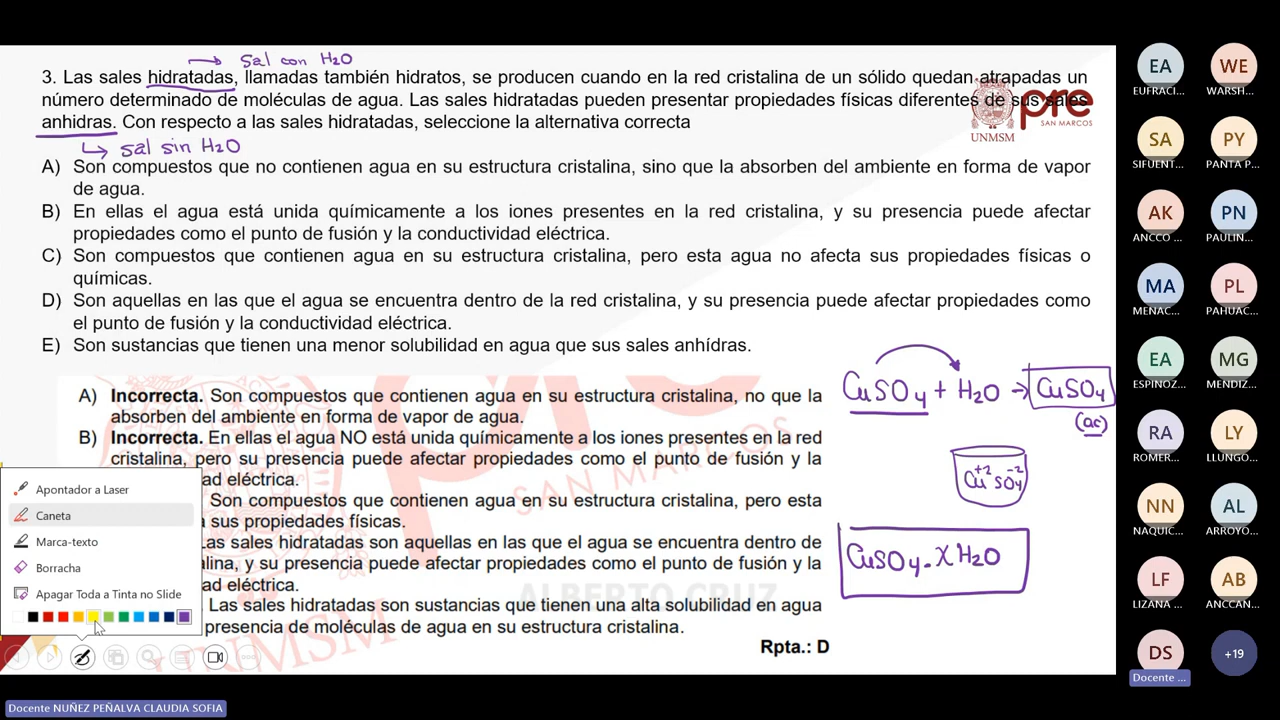 → Sal con H₂O
3. Las sales hidratadas, llamadas también hidratos, se producen cuando en la red cristalina de un sólido quedan atrapadas un
número determinado de moléculas de agua. Las sales hidratadas pueden presentar propiedades físicas diferentes de sus sales
anhidras. Con respecto a las sales hidratadas, seleccione la alternativa correcta
↳ sal sin H₂O
A) Son compuestos que no contienen agua en su estructura cristalina, sino que la absorben del ambiente en forma de vapor
de agua.
B) En ellas el agua está unida químicamente a los iones presentes en la red cristalina, y su presencia puede afectar
propiedades como el punto de fusión y la conductividad eléctrica.
C) Son compuestos que contienen agua en su estructura cristalina, pero esta agua no afecta sus propiedades físicas o
químicas.
D) Son aquellas en las que el agua se encuentra dentro de la red cristalina, y su presencia puede afectar propiedades como
el punto de fusión y la conductividad eléctrica.
E) Son sustancias que tienen una menor solubilidad en agua que sus sales anhídras.
pre
UNMSM SAN MARCOS
A) Incorrecta. Son compuestos que contienen agua en su estructura cristalina, no que la
absorben del ambiente en forma de vapor de agua.
B) Incorrecta. En ellas el agua NO está unida químicamente a los iones presentes en la red
cristalina, pero su presencia puede afectar propiedades como el punto de fusión y la
ad eléctrica.
Son compuestos que contienen agua en su estructura cristalina, pero esta
a sus propiedades físicas.
Las sales hidratadas son aquellas en las que el agua se encuentra dentro de
alina, y su presencia puede afectar propiedades como el punto de fusión y la
ad eléctrica.
Las sales hidratadas son sustancias que tienen una alta solubilidad en agua
presencia de moléculas de agua en su estructura cristalina.
Rpta.: D
CuSO₄ + H₂O → CuSO₄
(ac)
Cu⁺² SO₄⁻²
CuSO₄ . X H₂O
SAN MARCOS
ALBERTO CRUZ
UNMSM
Apontador a Laser
Caneta
Marca-texto
Borracha
Apagar Toda a Tinta no Slide
EA WE
EUFRACI... WARSH...
SA PY
SIFUENT... PANTA P...
AK PN
ANCCO ... PAULIN...
MA PL
MENAC... PAHUAC...
EA MG
ESPINOZ... MENDIZ...
RA LY
ROMER... LLUNGO...
NN AL
NAQUIC... ARROYO...
LF AB
LIZANA ... ANCCAN...
DS +19
Docente ...
Docente NUÑEZ PEÑALVA CLAUDIA SOFIA